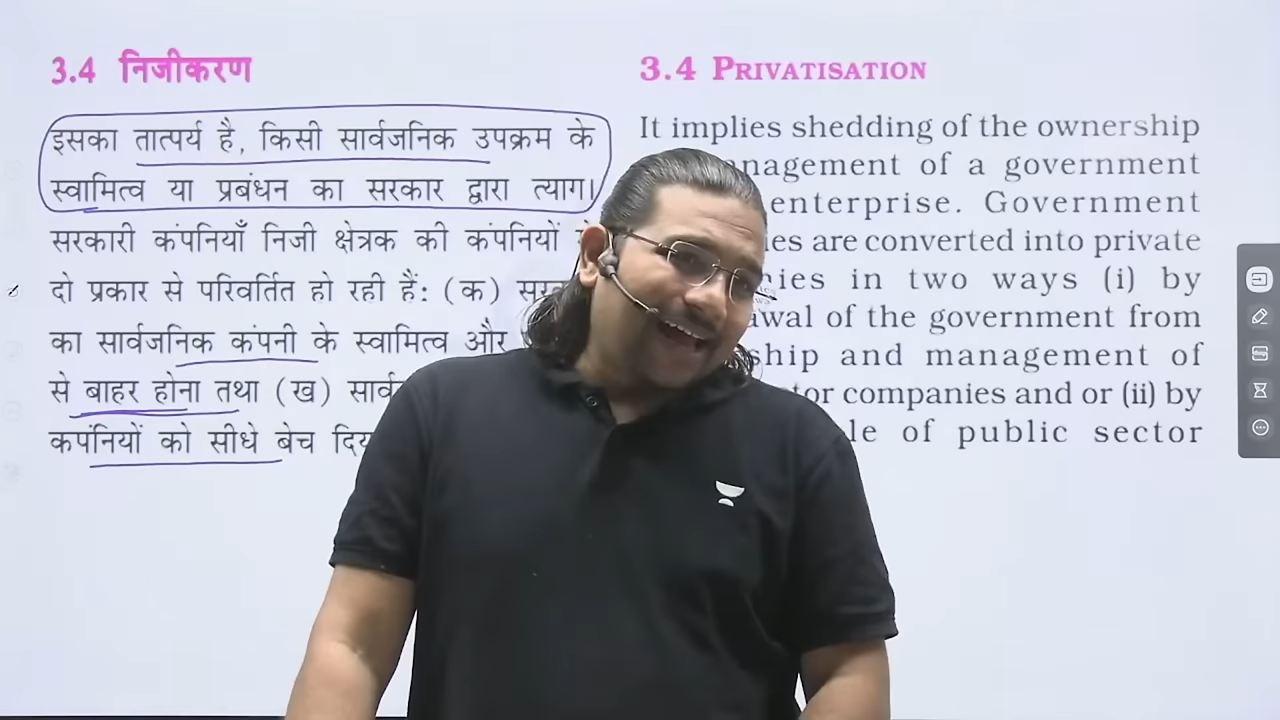 3.4 निजीकरण
इसका तात्पर्य है, किसी सार्वजनिक उपक्रम के
स्वामित्व या प्रबंधन का सरकार द्वारा त्याग।
सरकारी कंपनियाँ निजी क्षेत्रक की कंपनियों
दो प्रकार से परिवर्तित हो रही हैं: (क)
का सार्वजनिक कंपनी के स्वामित्व और
से बाहर होना तथा (ख)
कपंनियों को सीधे बेच
3.4 PRIVATISATION
It implies shedding of the ownership
of a government
enterprise. Government
are converted into private
in two ways (i) by
of the government from
and management of
companies and or (ii) by
of public sector